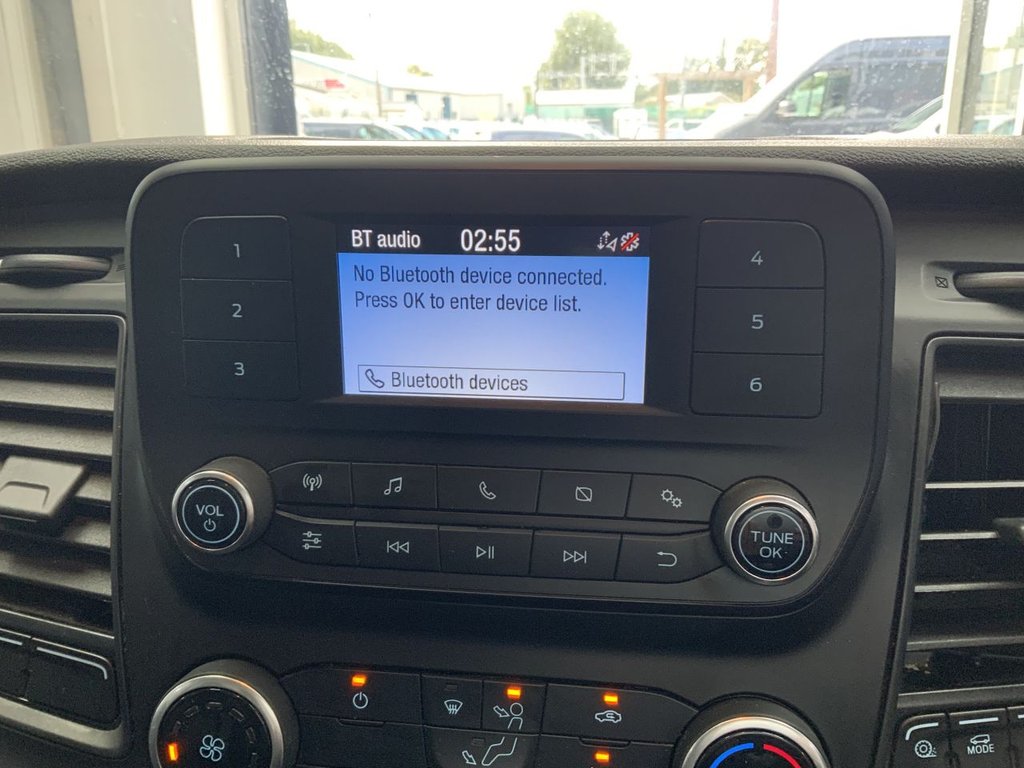 BT audio 02:55
No Bluetooth device connected.
Press OK to enter device list.
Bluetooth devices
1
2
3
4
5
6
VOL
TUNE
OK
MODE